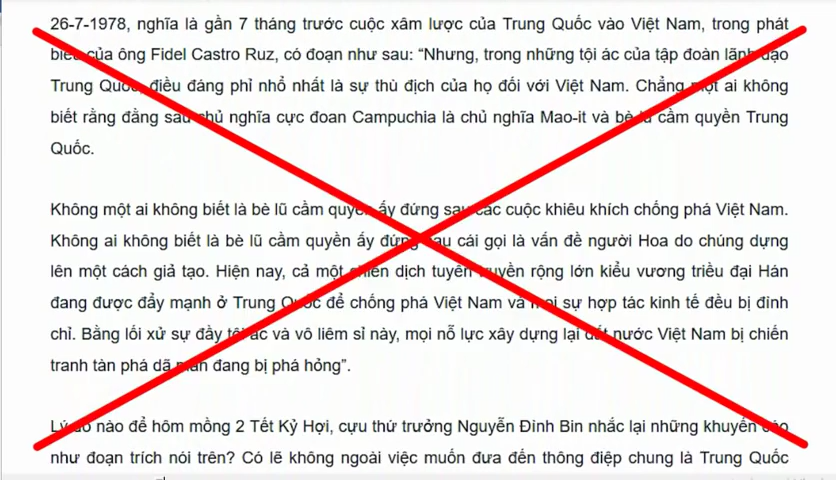 26-7-1978, nghĩa là gần 7 tháng trước cuộc xâm lược của Trung Quốc vào Việt Nam, trong phát
biểu của ông Fidel Castro Ruz, có đoạn như sau: “Nhưng, trong những tội ác của tập đoàn lãnh đạo
Trung Quốc, điều đáng phỉ nhổ nhất là sự thù địch của họ đối với Việt Nam. Chẳng một ai không
biết rằng đằng sau chủ nghĩa cực đoan Campuchia là chủ nghĩa Mao-it và bè lũ cầm quyền Trung
Quốc.
Không một ai không biết là bè lũ cầm quyền ấy đứng sau các cuộc khiêu khích chống phá Việt Nam.
Không ai không biết là bè lũ cầm quyền ấy đứng sau cái gọi là vấn đề người Hoa do chúng dựng
lên một cách giả tạo. Hiện nay, cả một chiến dịch tuyên truyền rộng lớn kiểu vương triều đại Hán
đang được đẩy mạnh ở Trung Quốc để chống phá Việt Nam và mọi sự hợp tác kinh tế đều bị đình
chỉ. Bằng lối xử sự đầy tội ác và vô liêm sỉ này, mọi nỗ lực xây dựng lại đất nước Việt Nam bị chiến
tranh tàn phá dã man đang bị phá hỏng”.
Lý do nào để hôm mồng 2 Tết Kỷ Hợi, cựu thứ trưởng Nguyễn Đình Bin nhắc lại những khuyến cáo
như đoạn trích nói trên? Có lẽ không ngoài việc muốn đưa đến thông điệp chung là Trung Quốc